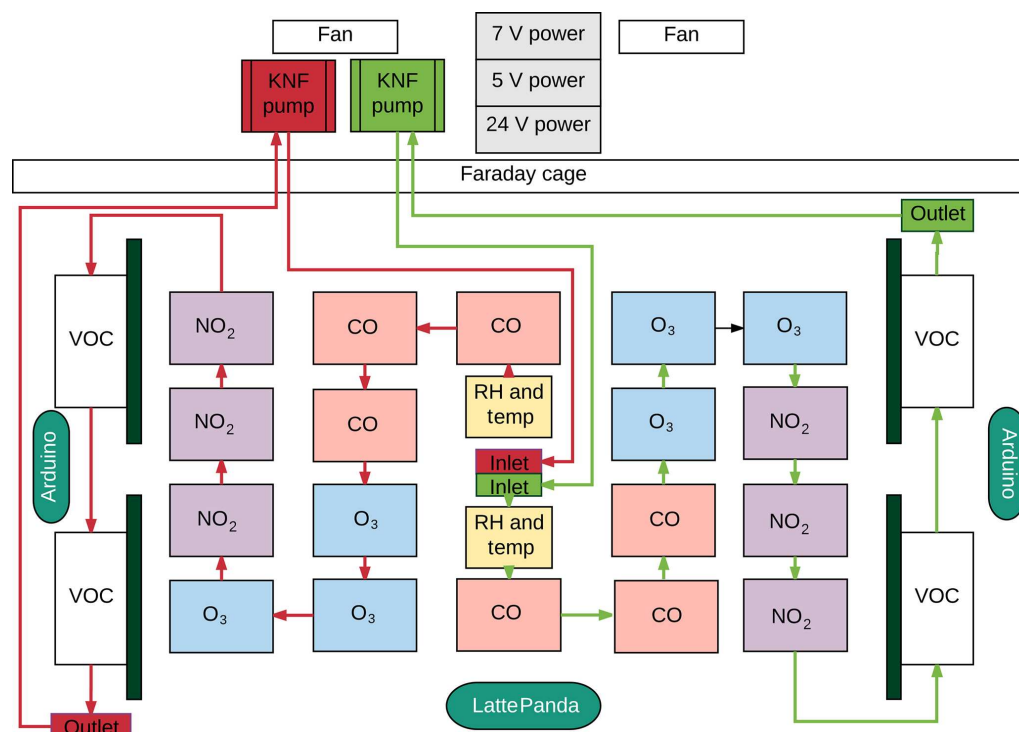 Fan
7 V power
Fan
KNF
pump
KNF
pump
5 V power
24 V power
Faraday cage
Outlet
VOC
NO₂
CO
CO
O₃
O₃
VOC
RH and
temp
NO₂
CO
O₃
NO₂
Arduino
Arduino
Inlet
Inlet
NO₂
O₃
RH and
temp
CO
NO₂
VOC
O₃
O₃
CO
CO
NO₂
VOC
LattePanda
Outlet